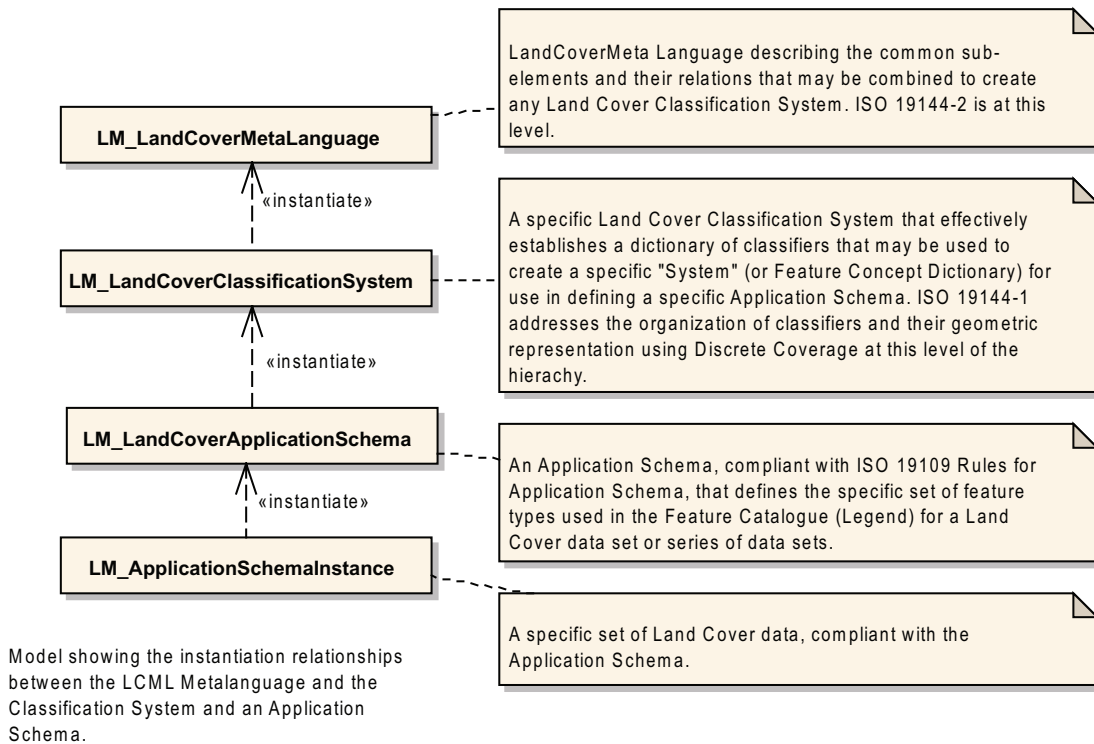 LM_LandCoverMetaLanguage
LandCoverMeta Language describing the common sub-
elements and their relations that may be combined to create
any Land Cover Classification System. ISO 19144-2 is at this
level.
«instantiate»
LM_LandCoverClassificationSystem
A specific Land Cover Classification System that effectively
establishes a dictionary of classifiers that may be used to
create a specific "System" (or Feature Concept Dictionary) for
use in defining a specific Application Schema. ISO 19144-1
addresses the organization of classifiers and their geometric
representation using Discrete Coverage at this level of the
hierachy.
«instantiate»
LM_LandCoverApplicationSchema
An Application Schema, compliant with ISO 19109 Rules for
Application Schema, that defines the specific set of feature
types used in the Feature Catalogue (Legend) for a Land
Cover data set or series of data sets.
«instantiate»
LM_ApplicationSchemaInstance
A specific set of Land Cover data, compliant with the
Application Schema.
Model showing the instantiation relationships
between the LCML Metalanguage and the
Classification System and an Application
Schema.